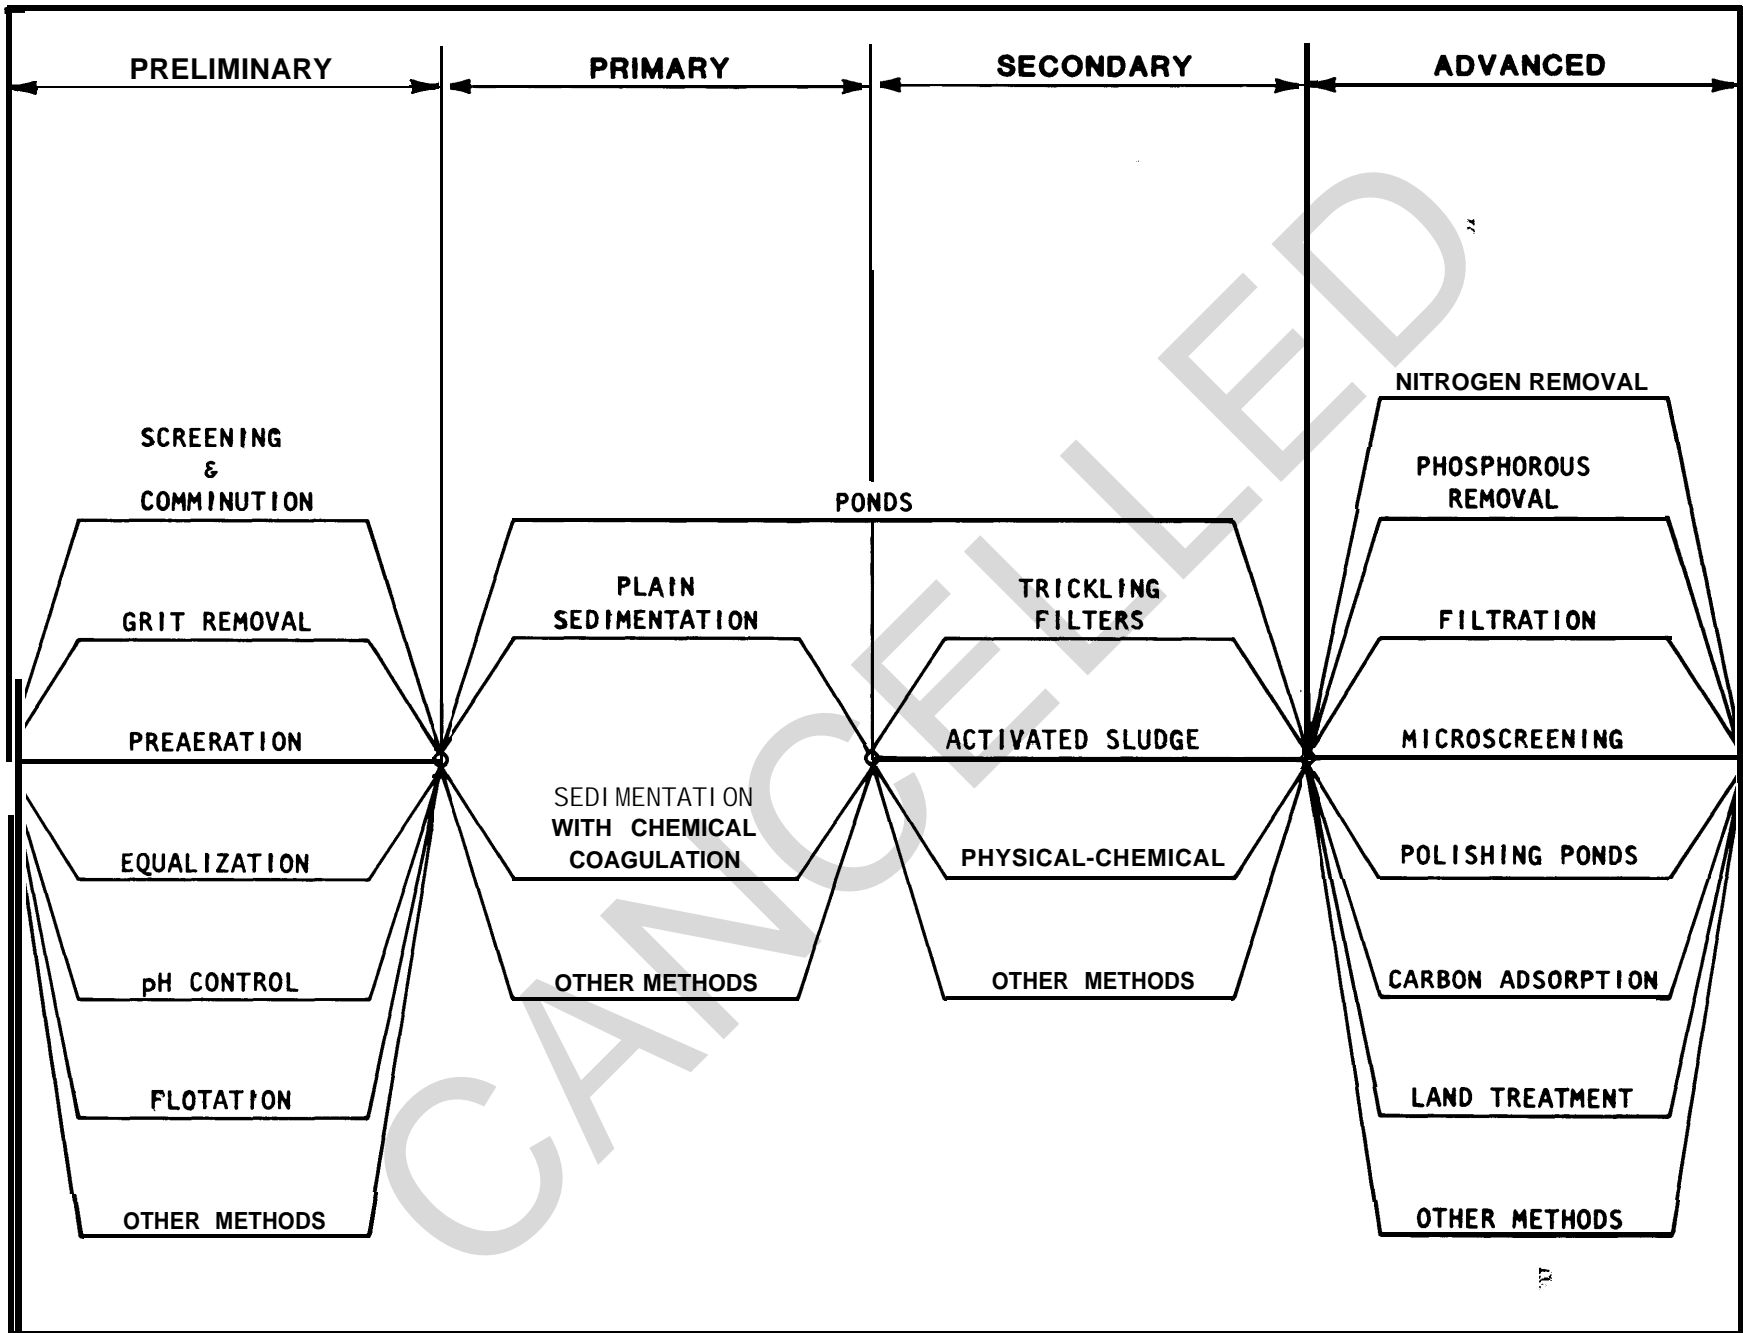 PRELIMINARY
PRIMARY
SECONDARY
ADVANCED
SCREENING
&
COMMINUTION
GRIT REMOVAL
PREAERATION
EQUALIZATION
pH CONTROL
FLOTATION
OTHER METHODS
PONDS
PLAIN
SEDIMENTATION
SEDIMENTATION
WITH CHEMICAL
COAGULATION
OTHER METHODS
TRICKLING
FILTERS
ACTIVATED SLUDGE
PHYSICAL-CHEMICAL
OTHER METHODS
NITROGEN REMOVAL
PHOSPHOROUS
REMOVAL
FILTRATION
MICROSCREENING
POLISHING PONDS
CARBON ADSORPTION
LAND TREATMENT
OTHER METHODS
CANCELLED